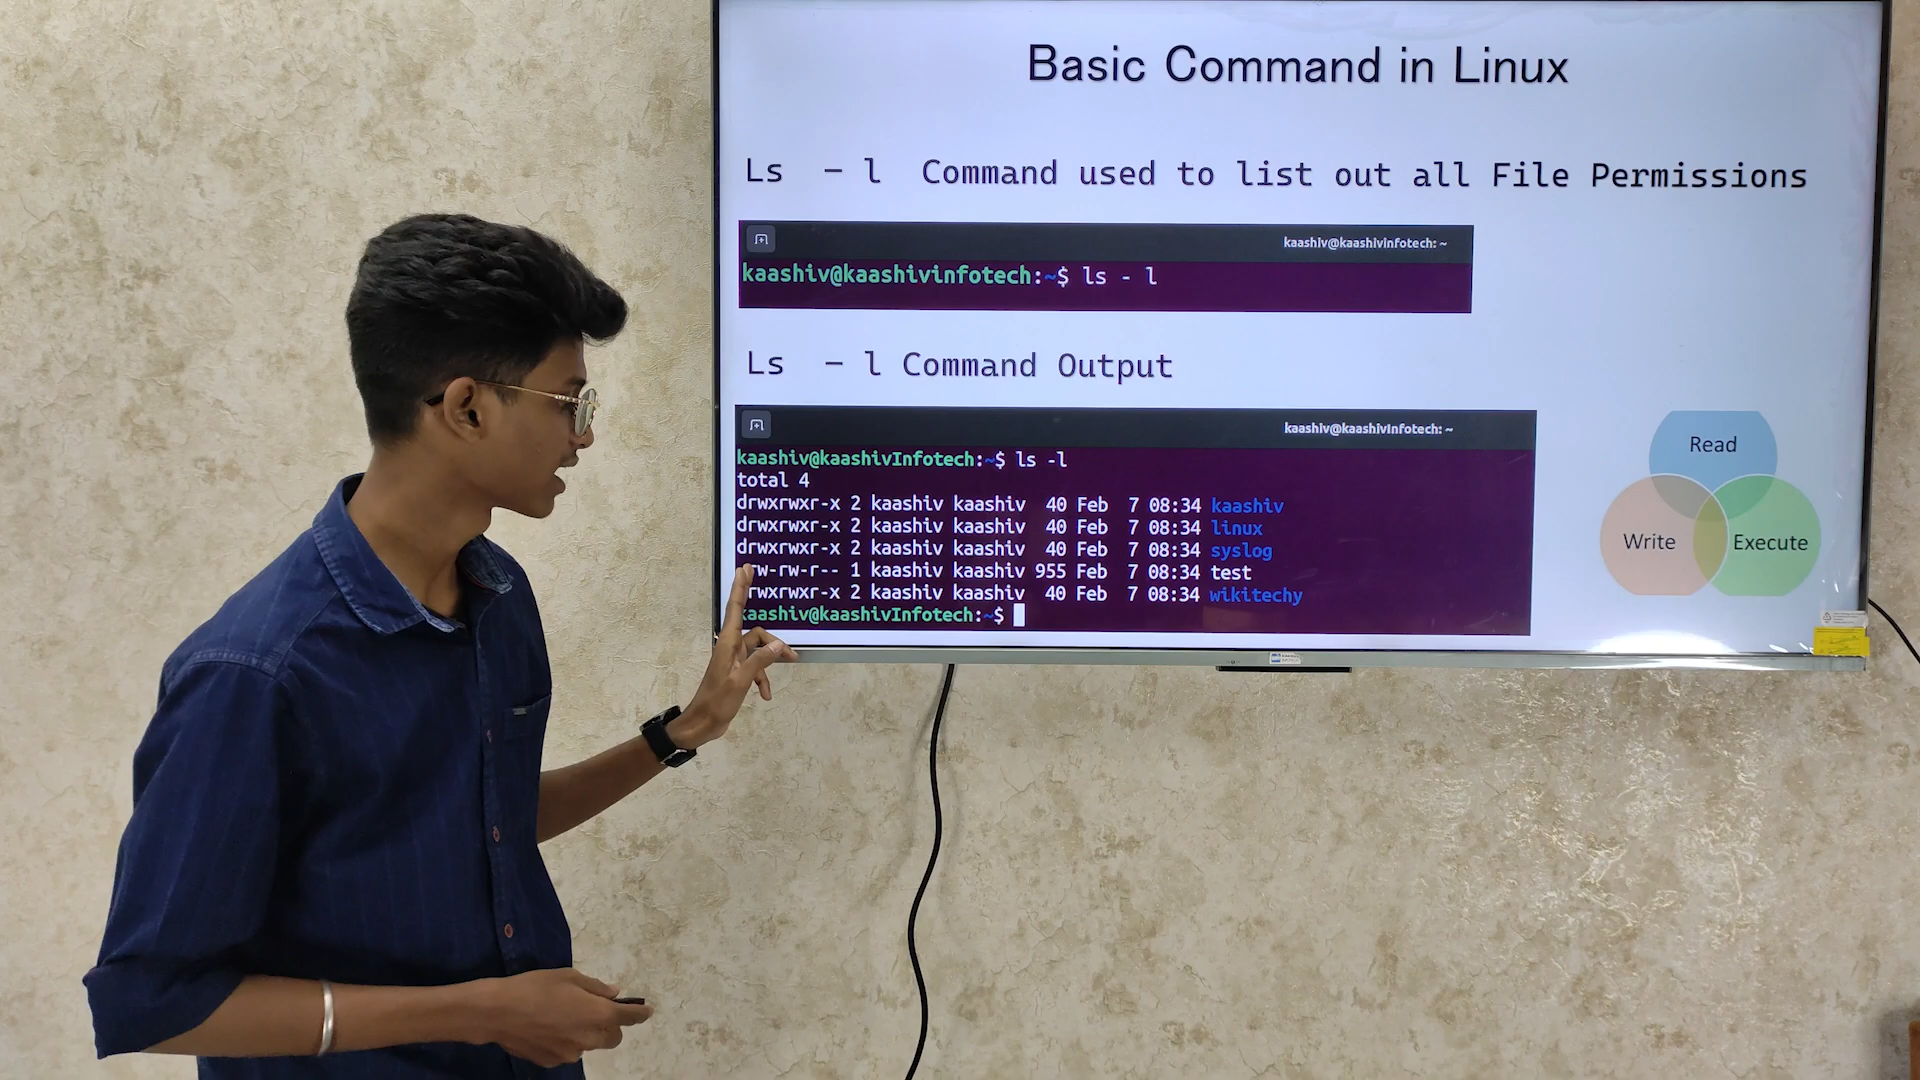 Basic Command in Linux
Ls – l Command used to list out all File Permissions
kaashiv@kaashivinfotech: ~
kaashiv@kaashivinfotech:~$ ls - l
Ls – l Command Output
kaashiv@kaashivInfotech: ~
kaashiv@kaashivInfotech:~$ ls -l
total 4
drwxrwxr-x 2 kaashiv kaashiv 40 Feb 7 08:34 kaashiv
drwxrwxr-x 2 kaashiv kaashiv 40 Feb 7 08:34 linux
drwxrwxr-x 2 kaashiv kaashiv 40 Feb 7 08:34 syslog
rw-rw-r-- 1 kaashiv kaashiv 955 Feb 7 08:34 test
rwxrwxr-x 2 kaashiv kaashiv 40 Feb 7 08:34 wikitechy
kaashiv@kaashivInfotech:~$
Read
Write
Execute